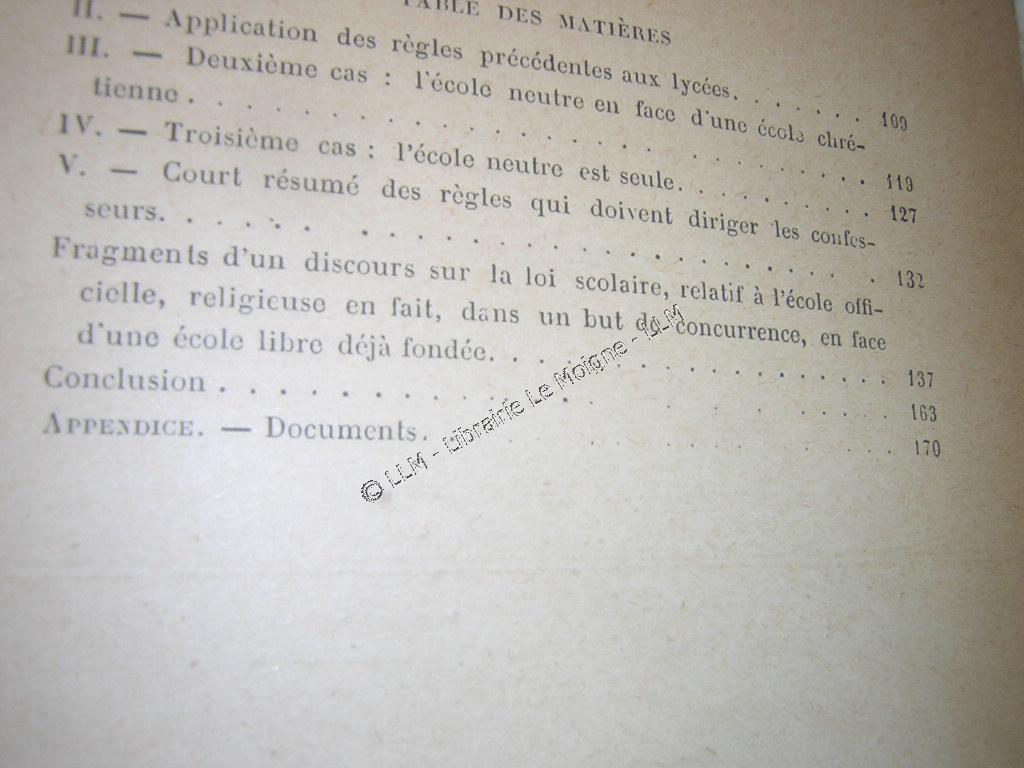 TABLE DES MATIÈRES
II. — Application des règles précédentes aux lycées. . . . . . . 109
III. — Deuxième cas : l'école neutre en face d'une école chré-
tienne . . . . . . . . . . . . . . . . . . . . 119
IV. — Troisième cas : l'école neutre est seule. . . . . . . . . 127
V. — Court résumé des règles qui doivent diriger les confes-
seurs. . . . . . . . . . . . . . . . . . . . . 132
Fragments d'un discours sur la loi scolaire, relatif à l'école offi-
cielle, religieuse en fait, dans un but de concurrence, en face
d'une école libre déjà fondée. . . . . . . . . . . . . . 137
Conclusion . . . . . . . . . . . . . . . . . . 163
APPENDICE. — Documents. . . . . . . . . . . . 170
© LLM - Librairie Le Moigne - LLM